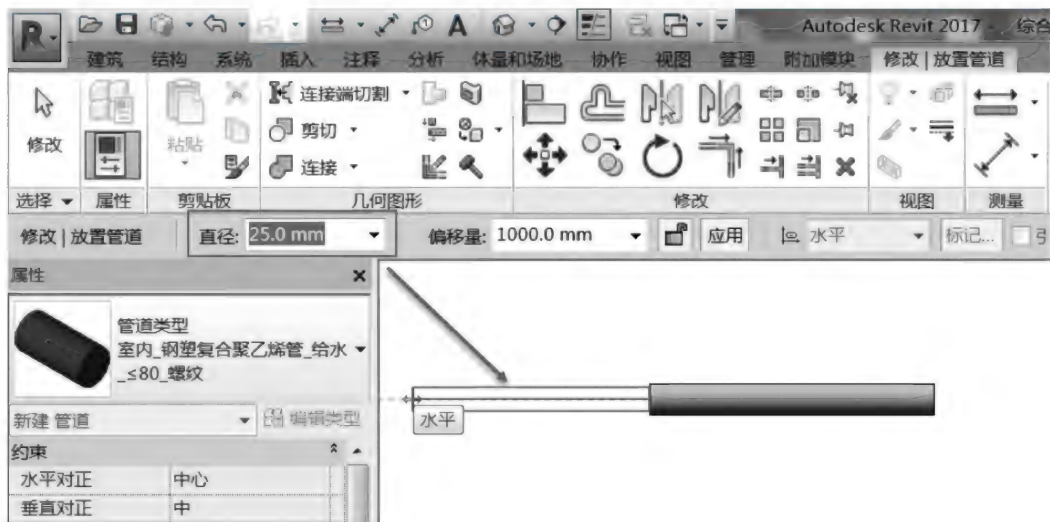 Autodesk Revit 2017 - 综合
建筑 结构 系统 插入 注释 分析 体量和场地 协作 视图 管理 附加模块 修改 | 放置管道
修改 粘贴 连接端切割
剪切
连接
选择 属性 剪贴板 几何图形 修改 视图 测量
修改 | 放置管道 直径: 25.0 mm 偏移量: 1000.0 mm 应用 水平 标记... 引
属性
管道类型
室内_钢塑复合聚乙烯管_给水
_≤80_螺纹
新建 管道 编辑类型
约束
水平对正 中心
垂直对正 中
水平